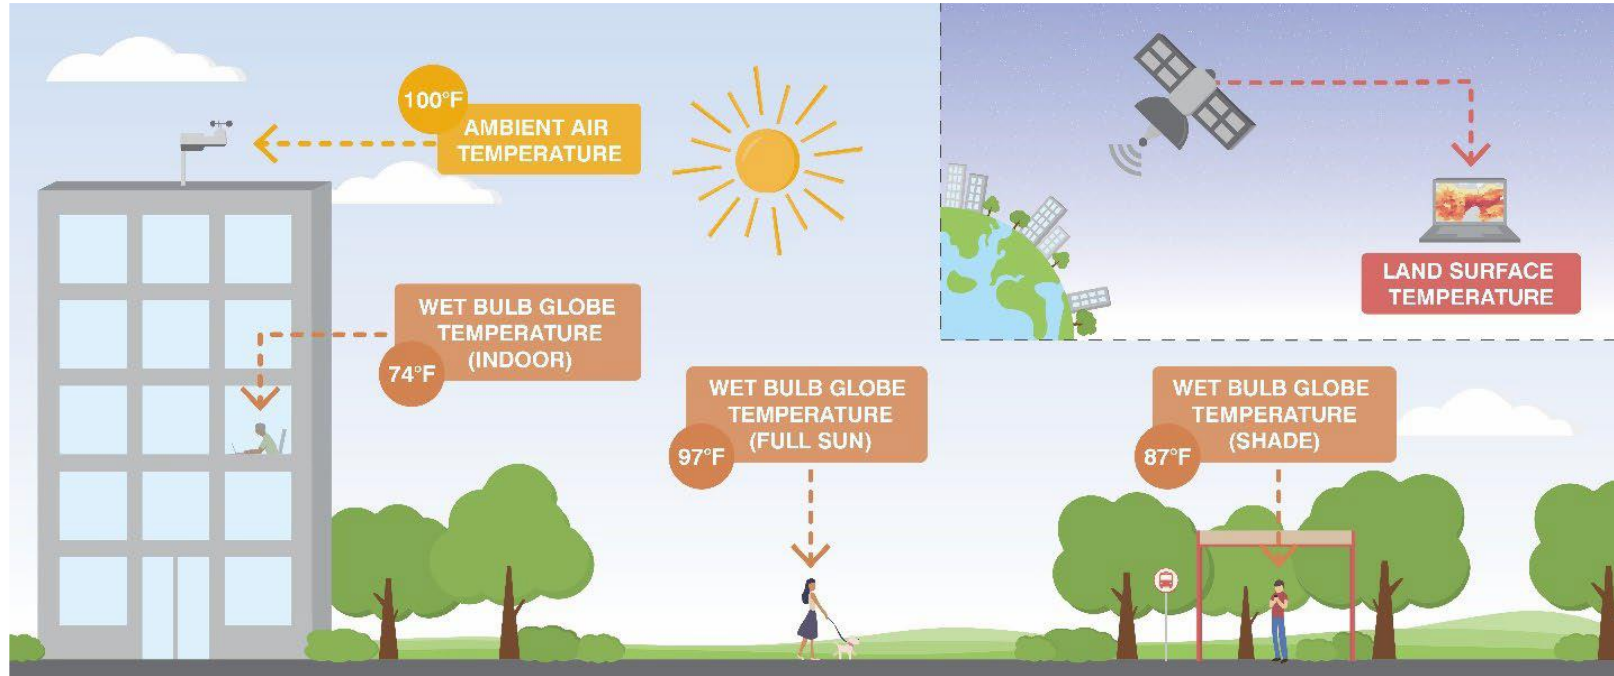 100°F
AMBIENT AIR
TEMPERATURE
WET BULB GLOBE
TEMPERATURE
(INDOOR)
74°F
WET BULB GLOBE
TEMPERATURE
(FULL SUN)
97°F
LAND SURFACE
TEMPERATURE
WET BULB GLOBE
TEMPERATURE
(SHADE)
87°F